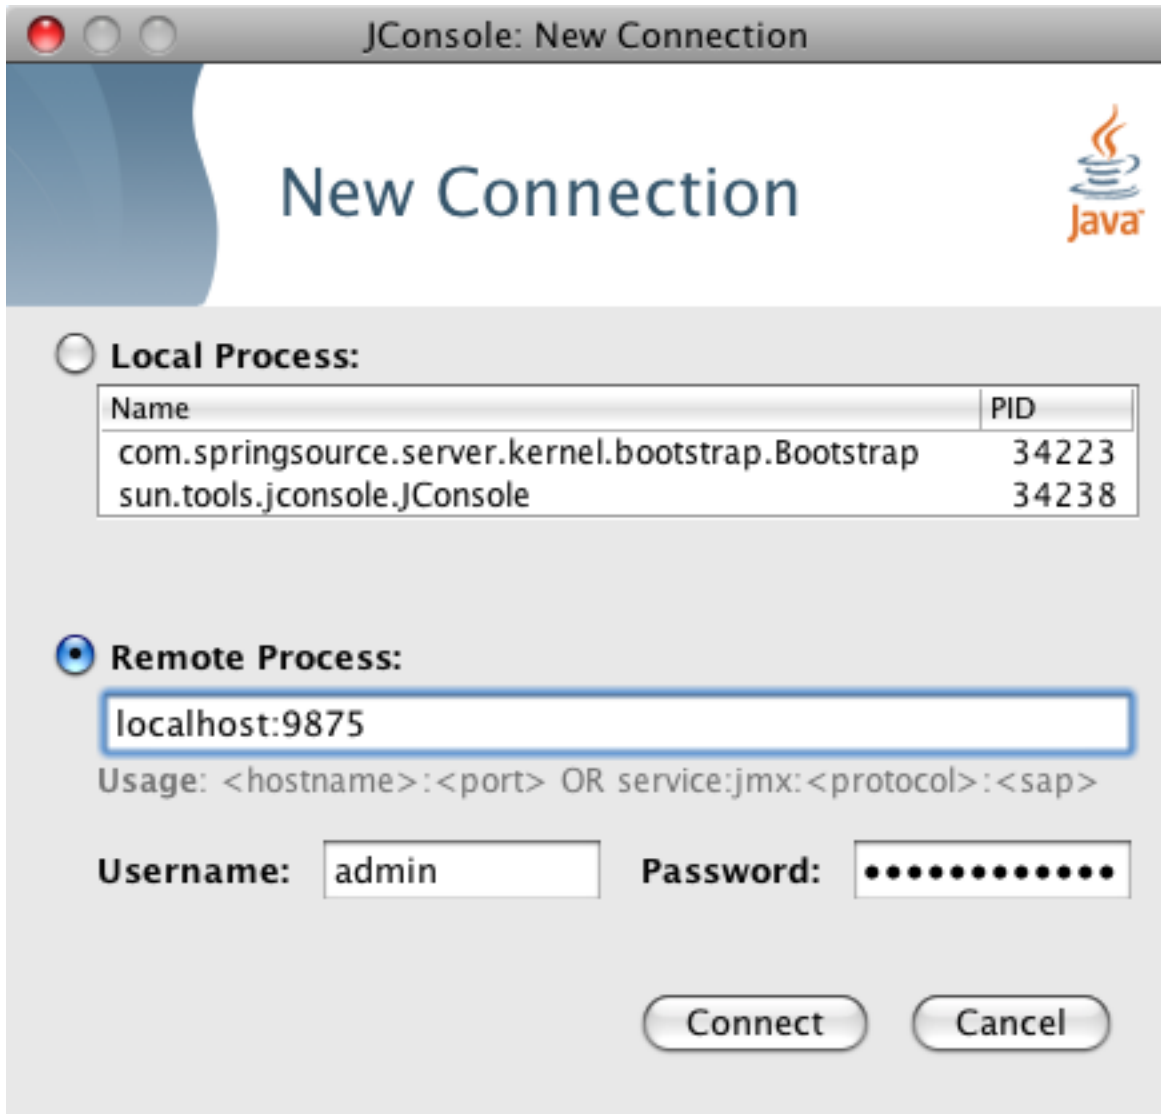 JConsole: New Connection
New Connection
Java
Local Process:
Name PID
com.springsource.server.kernel.bootstrap.Bootstrap 34223
sun.tools.jconsole.JConsole 34238
Remote Process:
localhost:9875
Usage: <hostname>:<port> OR service:jmx:<protocol>:<sap>
Username: admin Password: ••••••••••••
Connect Cancel